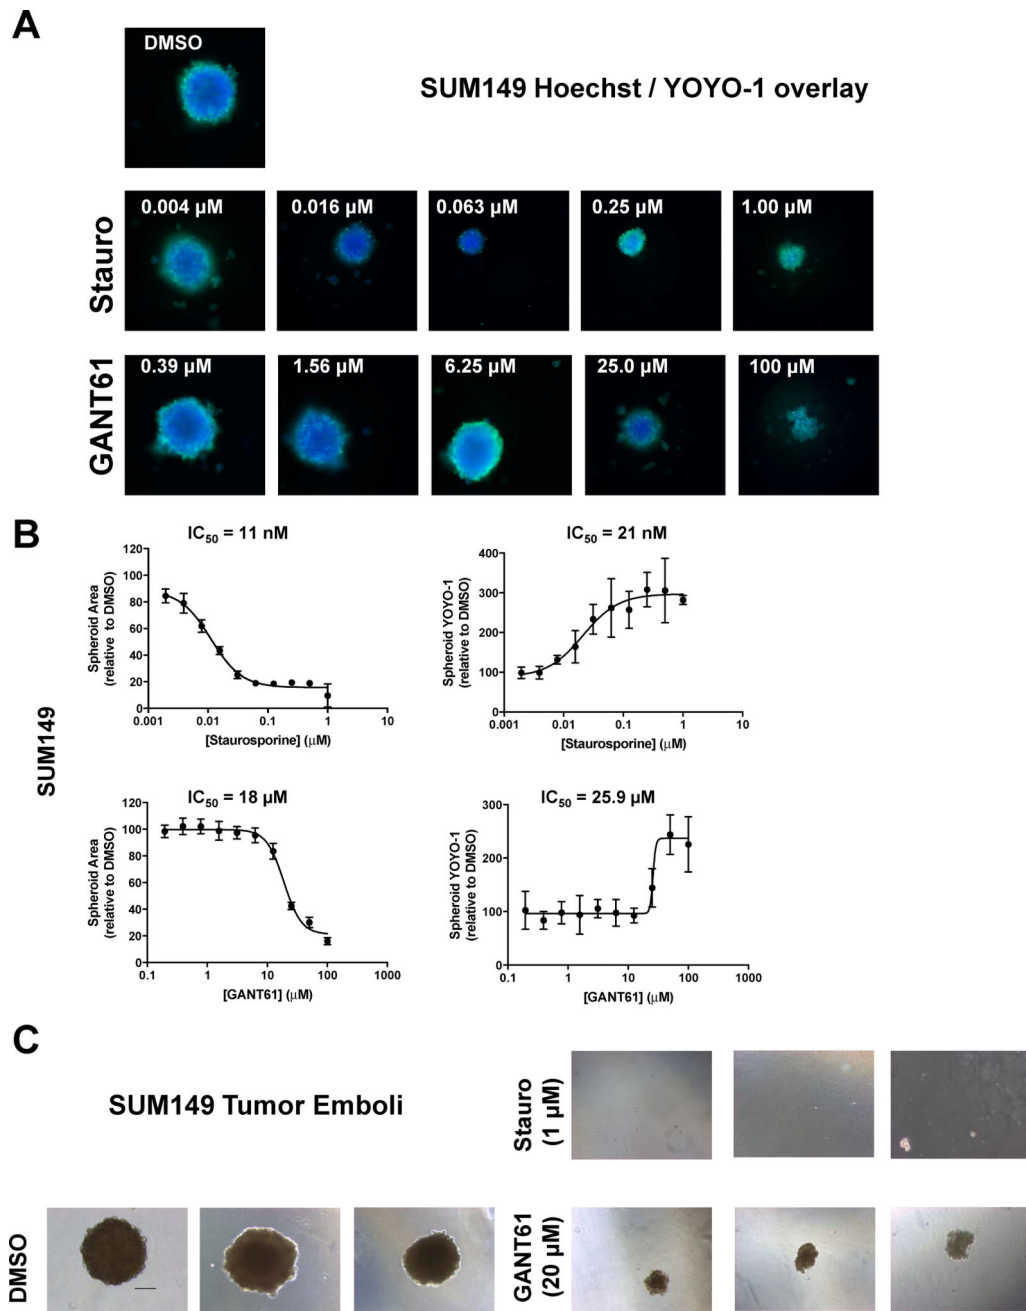 A
DMSO
SUM149 Hoechst / YOYO-1 overlay
Stauro
0.004 µM
0.016 µM
0.063 µM
0.25 µM
1.00 µM
GANT61
0.39 µM
1.56 µM
6.25 µM
25.0 µM
100 µM
B
SUM149
IC50 = 11 nM
Spheroid Area
(relative to DMSO)
120
100
80
60
40
20
0
0.001
0.01
0.1
1
10
[Staurosporine] (µM)
IC50 = 21 nM
Spheroid YOYO-1
(relative to DMSO)
400
300
200
100
0
0.001
0.01
0.1
1
10
[Staurosporine] (µM)
IC50 = 18 µM
Spheroid Area
(relative to DMSO)
120
100
80
60
40
20
0
0.1
1
10
100
1000
[GANT61] (µM)
IC50 = 25.9 µM
Spheroid YOYO-1
(relative to DMSO)
300
200
100
0
0.1
1
10
100
1000
[GANT61] (µM)
C
SUM149 Tumor Emboli
Stauro
(1 µM)
DMSO
GANT61
(20 µM)